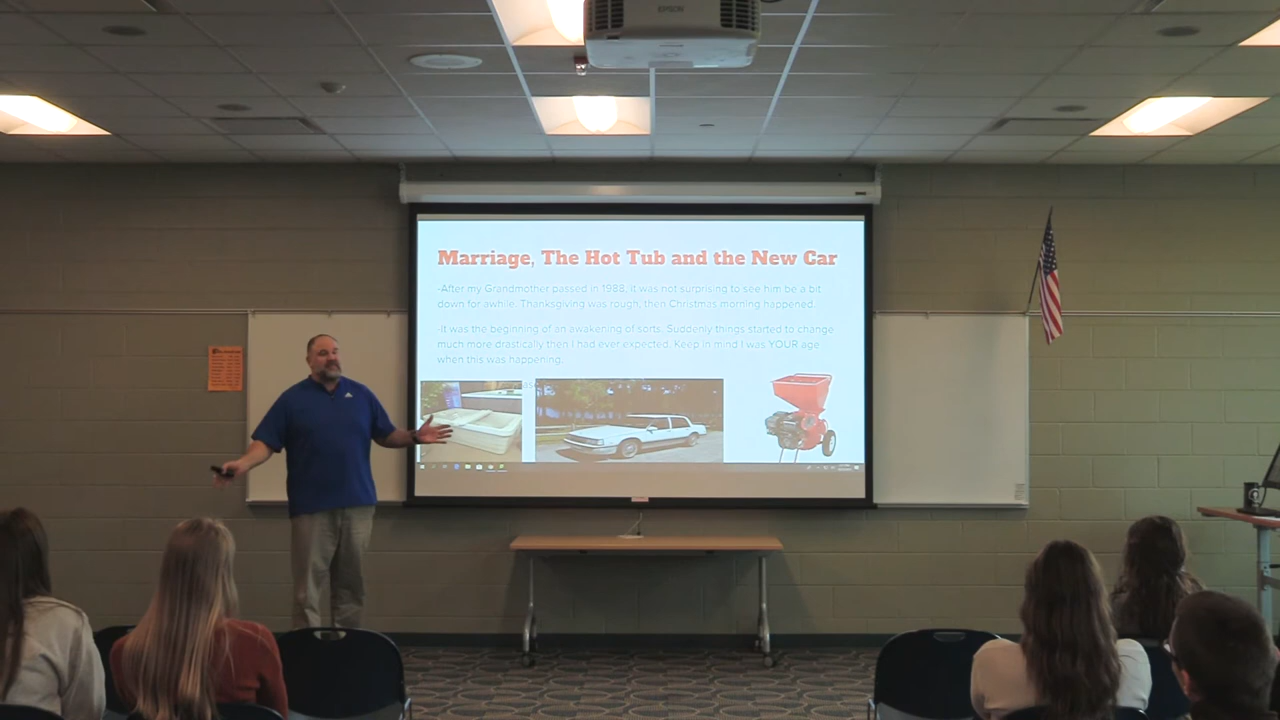 EPSON
Marriage, The Hot Tub and the New Car
-After my Grandmother passed in 1988, it was not surprising to see him be a bit
down for awhile. Thanksgiving was rough, then Christmas morning happened.
-It was the beginning of an awakening of sorts. Suddenly things started to change
much more drastically then I had ever expected. Keep in mind I was YOUR age
when this was happening.